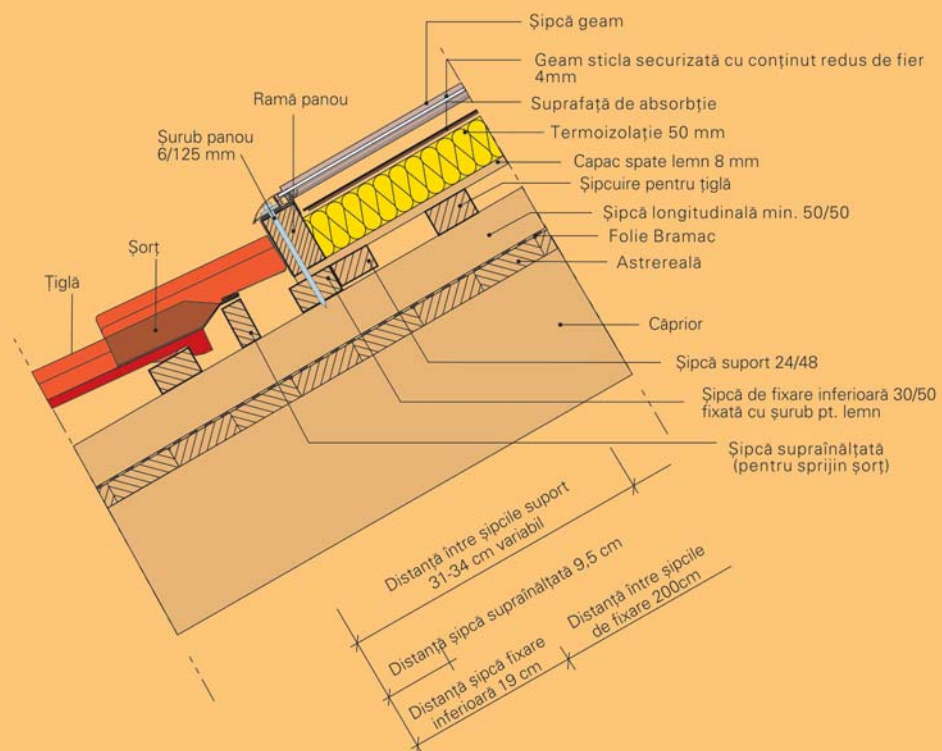 Șipcă geam
Geam sticla securizată cu conținut redus de fier
4mm
Ramă panou
Suprafață de absorbție
Termoizolație 50 mm
Șurub panou
6/125 mm
Capac spate lemn 8 mm
Șipcuire pentru țiglă
Șipcă longitudinală min. 50/50
Folie Bramac
Șorț
Astrereală
Țiglă
Căprior
Șipcă suport 24/48
Șipcă de fixare inferioară 30/50
fixată cu șurub pt. lemn
Șipcă supraînălțată
(pentru sprijin șorț)
Distanță între șipcile suport
31-34 cm variabil
Distanță șipcă supraînălțată 9,5 cm
Distanță între șipcile
de fixare 200cm
Distanță șipcă fixare
inferioară 19 cm